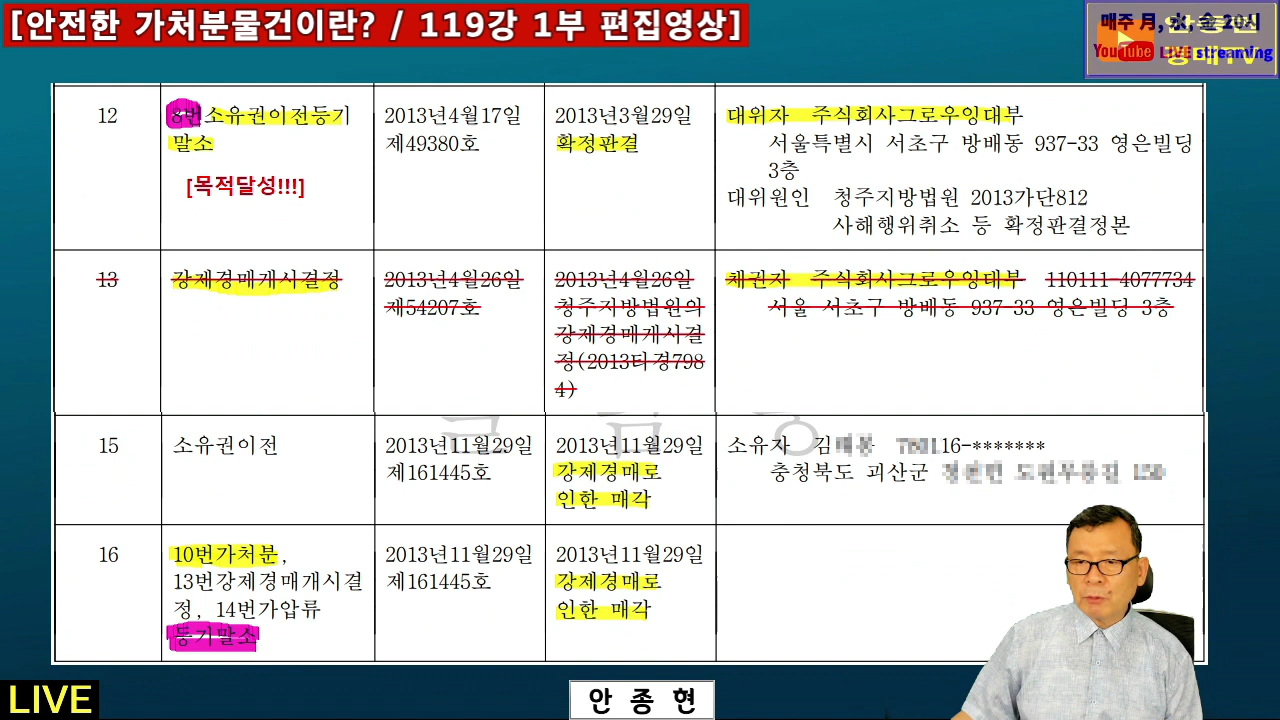 [안전한 가처분물건이란? / 119강 1부 편집영상]
매주 月, 水, 金 20시
YouTube LIVE streaming
경매TV
12 8번소유권이전등기 2013년4월17일 2013년3월29일 대위자 주식회사그로우잉대부
말소 제49380호 확정판결 서울특별시 서초구 방배동 937-33 영은빌딩
[목적달성!!!] 3층
대위원인 청주지방법원 2013가단812
사해행위취소 등 확정판결정본
13 강제경매개시결정 2013년4월26일 2013년4월26일 채권자 주식회사그로우잉대부 110111-4077734
제54207호 청주지방법원의 서울 서초구 방배동 937-33 영은빌딩 3층
강제경매개시결
정(2013타경798
4)
15 소유권이전 2013년11월29일 2013년11월29일 소유자 김 16-*******
제161445호 강제경매로 충청북도 괴산군
인한 매각
16 10번가처분, 2013년11월29일 2013년11월29일
13번강제경매개시결 제161445호 강제경매로
정, 14번가압류 인한 매각
등기말소
LIVE
안 종 현